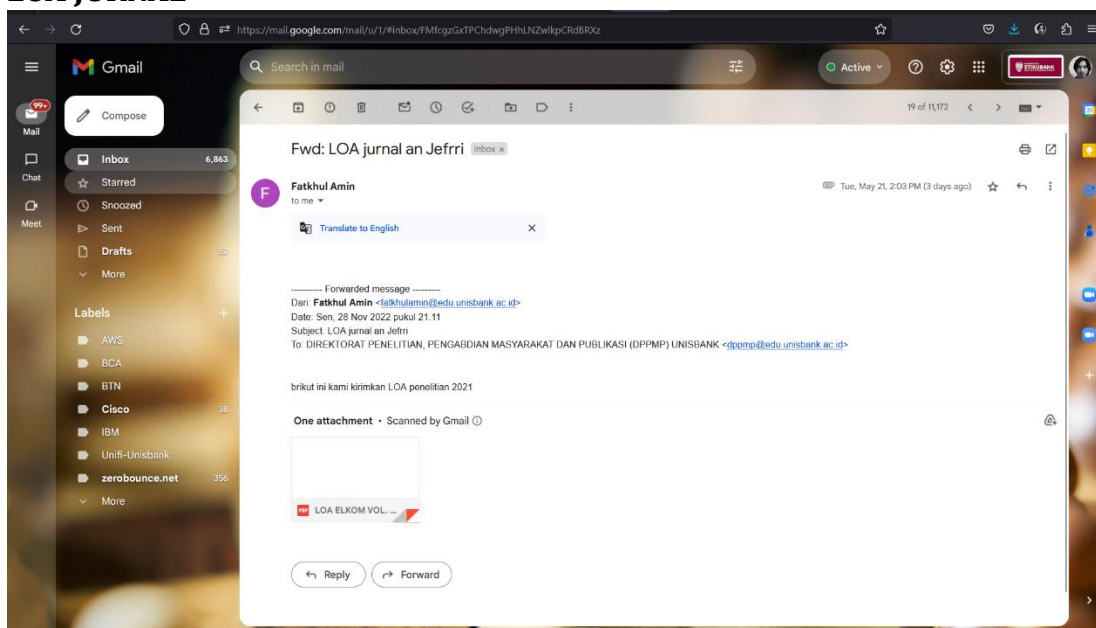 https://mail.google.com/mail/u/1/#inbox/FMfcgzGxTPChdwgPHhLNZwlkpCRdBRXz
Gmail
Search in mail
Active
STIKUBANK
99+
Mail
Compose
19 of 11,172
Inbox 6,863
Chat
Starred
Snoozed
Meet
Sent
Drafts 52
More
Labels
AWS
BCA
BTN
Cisco 38
IBM
Unifi-Unisbank
zerobounce.net 356
More
Fwd: LOA jurnal an Jefrri Inbox x
F
Fatkhul Amin
Tue, May 21, 2:03 PM (3 days ago)
to me
Translate to English
---------- Forwarded message ---------
Dari: Fatkhul Amin <fatkhulamin@edu.unisbank.ac.id>
Date: Sen, 28 Nov 2022 pukul 21.11
Subject: LOA jurnal an Jefrri
To: DIREKTORAT PENELITIAN, PENGABDIAN MASYARAKAT DAN PUBLIKASI (DPPMP) UNISBANK <dppmp@edu.unisbank.ac.id>
brikut ini kami kirimkan LOA penolitian 2021
One attachment • Scanned by Gmail
PDF LOA ELKOM VOL. ...
Reply
Forward